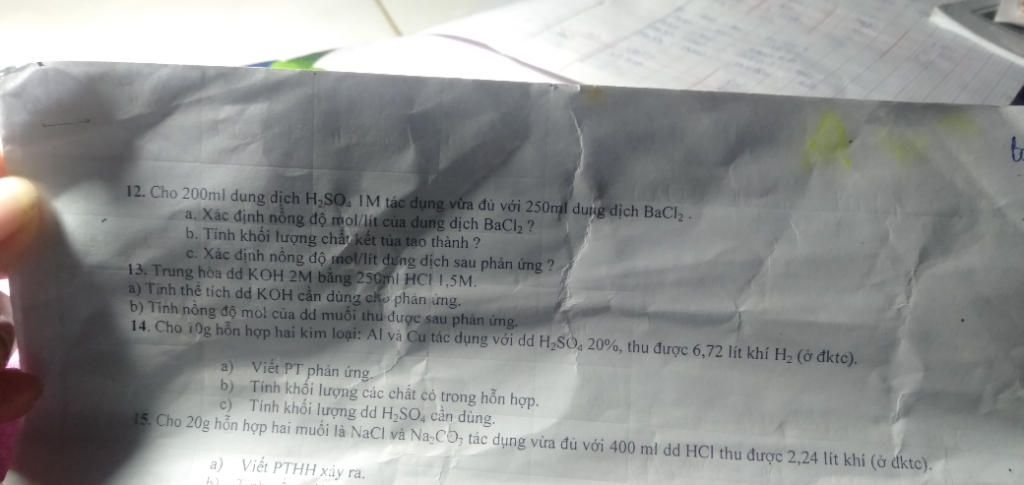 12. Cho 200ml dung dịch H₂SO₄ 1M tác dụng vừa đủ với 250ml dung dịch BaCl₂ .
a. Xác định nồng độ mol/lít của dung dịch BaCl₂ ?
b. Tính khối lượng chất kết tủa tạo thành ?
c. Xác định nồng độ mol/lít dung dịch sau phản ứng ?
13. Trung hòa dd KOH 2M bằng 250ml HCl 1,5M.
a) Tính thể tích dd KOH cần dùng cho phản ứng.
b) Tính nồng độ mol của dd muối thu được sau phản ứng.
14. Cho 10g hỗn hợp hai kim loại: Al và Cu tác dụng với dd H₂SO₄ 20%, thu được 6,72 lít khí H₂ (ở đktc).
a) Viết PT phản ứng.
b) Tính khối lượng các chất có trong hỗn hợp.
c) Tính khối lượng dd H₂SO₄ cần dùng.
15. Cho 20g hỗn hợp hai muối là NaCl và Na₂CO₃ tác dụng vừa đủ với 400 ml dd HCl thu được 2,24 lít khí (ở đktc).
a) Viết PTHH xảy ra.
b)